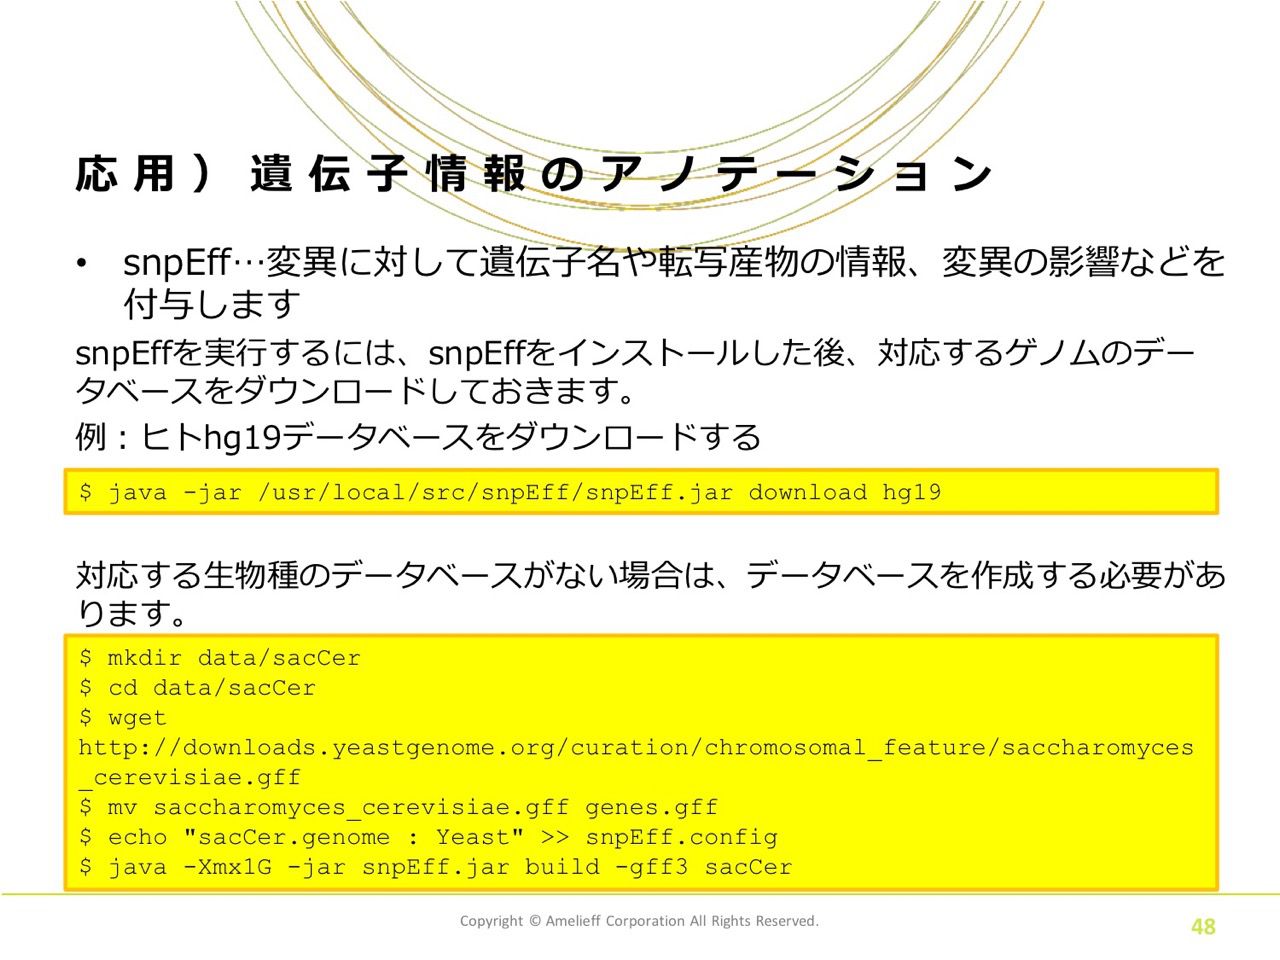 応用）遺伝子情報のアノテーション
• snpEff…変異に対して遺伝子名や転写産物の情報、変異の影響などを
付与します
snpEffを実行するには、snpEffをインストールした後、対応するゲノムのデー
タベースをダウンロードしておきます。
例：ヒトhg19データベースをダウンロードする
$ java -jar /usr/local/src/snpEff/snpEff.jar download hg19
対応する生物種のデータベースがない場合は、データベースを作成する必要があ
ります。
$ mkdir data/sacCer
$ cd data/sacCer
$ wget
http://downloads.yeastgenome.org/curation/chromosomal_feature/saccharomyces
_cerevisiae.gff
$ mv saccharomyces_cerevisiae.gff genes.gff
$ echo "sacCer.genome : Yeast" >> snpEff.config
$ java -Xmx1G -jar snpEff.jar build -gff3 sacCer
Copyright © Amelieff Corporation All Rights Reserved.
48